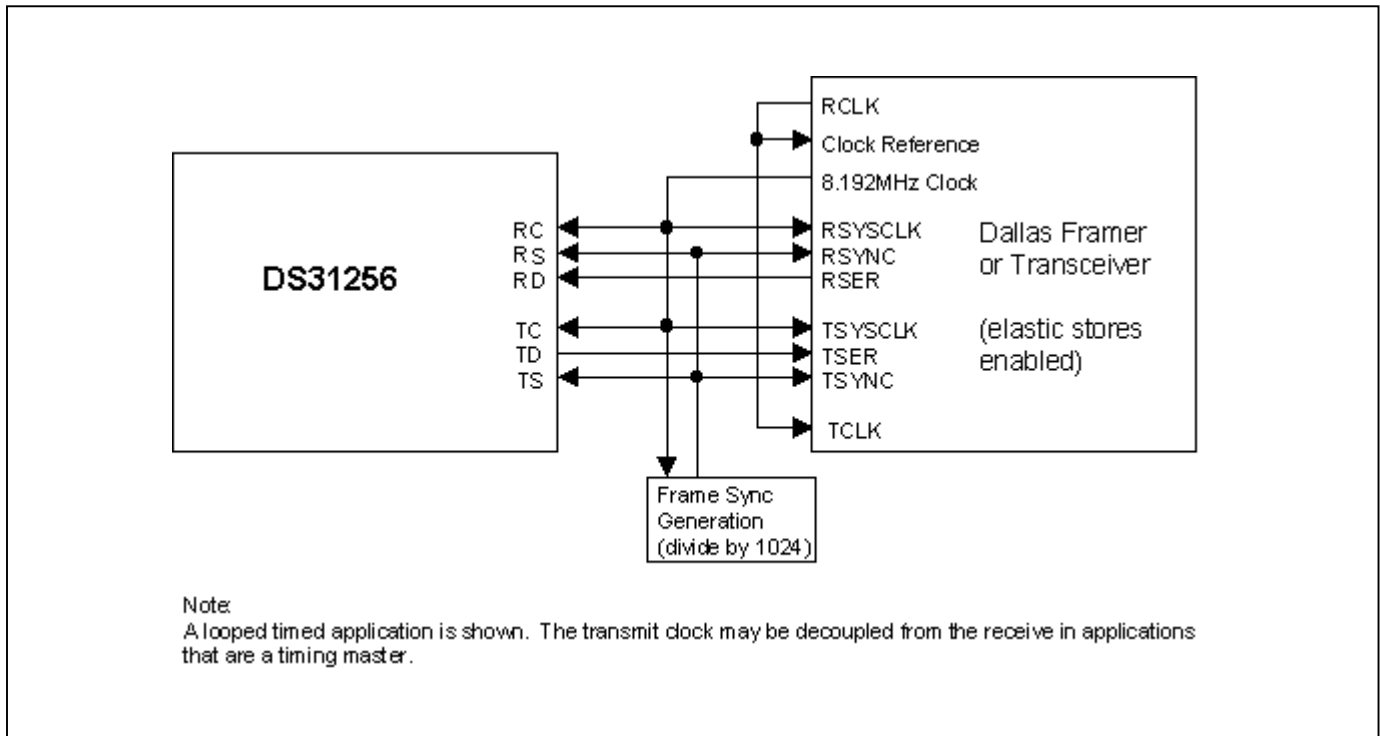 DS31256
RC
RS
RD
TC
TD
TS
RCLK
Clock Reference
8.192MHz Clock
RSYSCLK
RSYNC
RSER
TSYSCLK
TSER
TSYNC
TCLK
Dallas Framer
or Transceiver
(elastic stores
enabled)
Frame Sync
Generation
(divide by 1024)
Note:
A looped timed application is shown. The transmit clock may be decoupled from the receive in applications
that are a timing master.